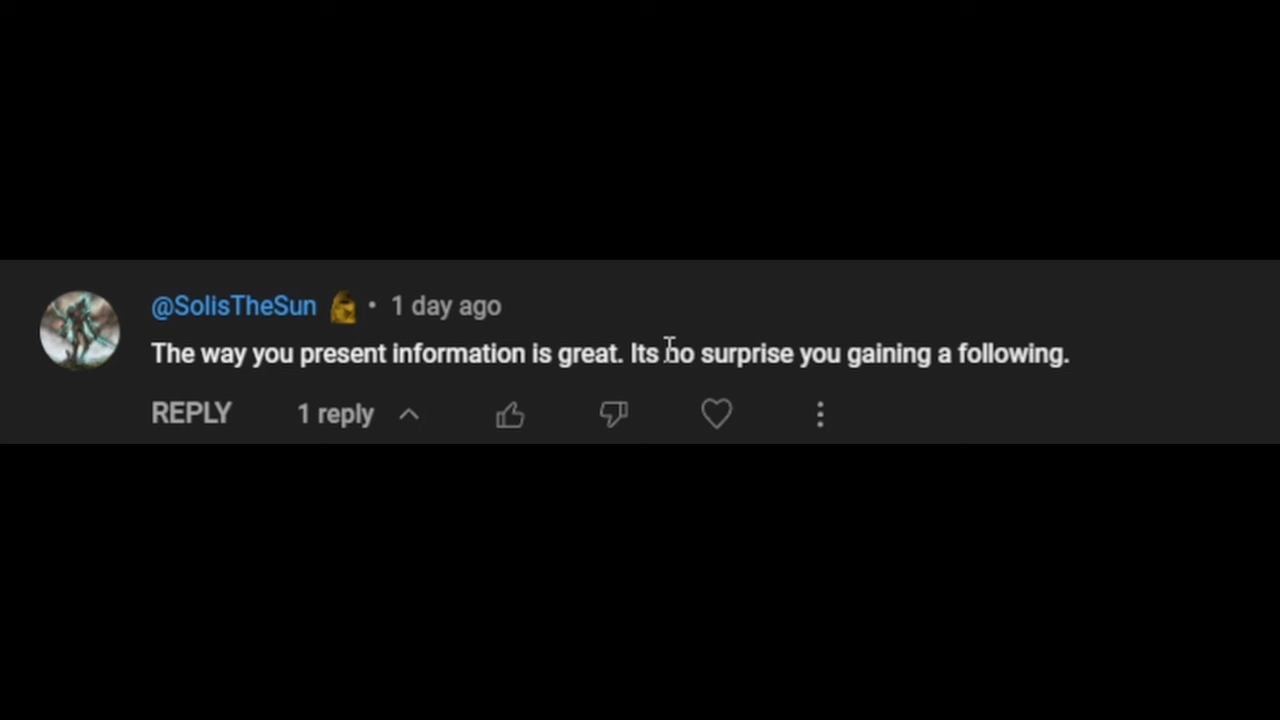 @SolisTheSun • 1 day ago
The way you present information is great. Its no surprise you gaining a following.
REPLY 1 reply